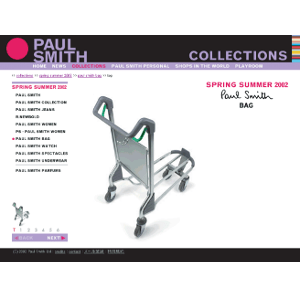 PAUL
SMITH
COLLECTIONS
HOME NEWS COLLECTIONS PAUL SMITH PERSONAL SHOPS IN THE WORLD PLAYROOM
SPRING SUMMER 2002
PAUL SMITH
PAUL SMITH COLLECTION
PAUL SMITH JEANS
R.NEWBOLD
PAUL SMITH WOMEN
PS - PAUL SMITH WOMEN
PAUL SMITH BAG
PAUL SMITH WATCH
PAUL SMITH SPECTACLES
PAUL SMITH UNDERWEAR
PAUL SMITH PARFUMS
SPRING SUMMER 2002
Paul Smith
BAG
NEXT